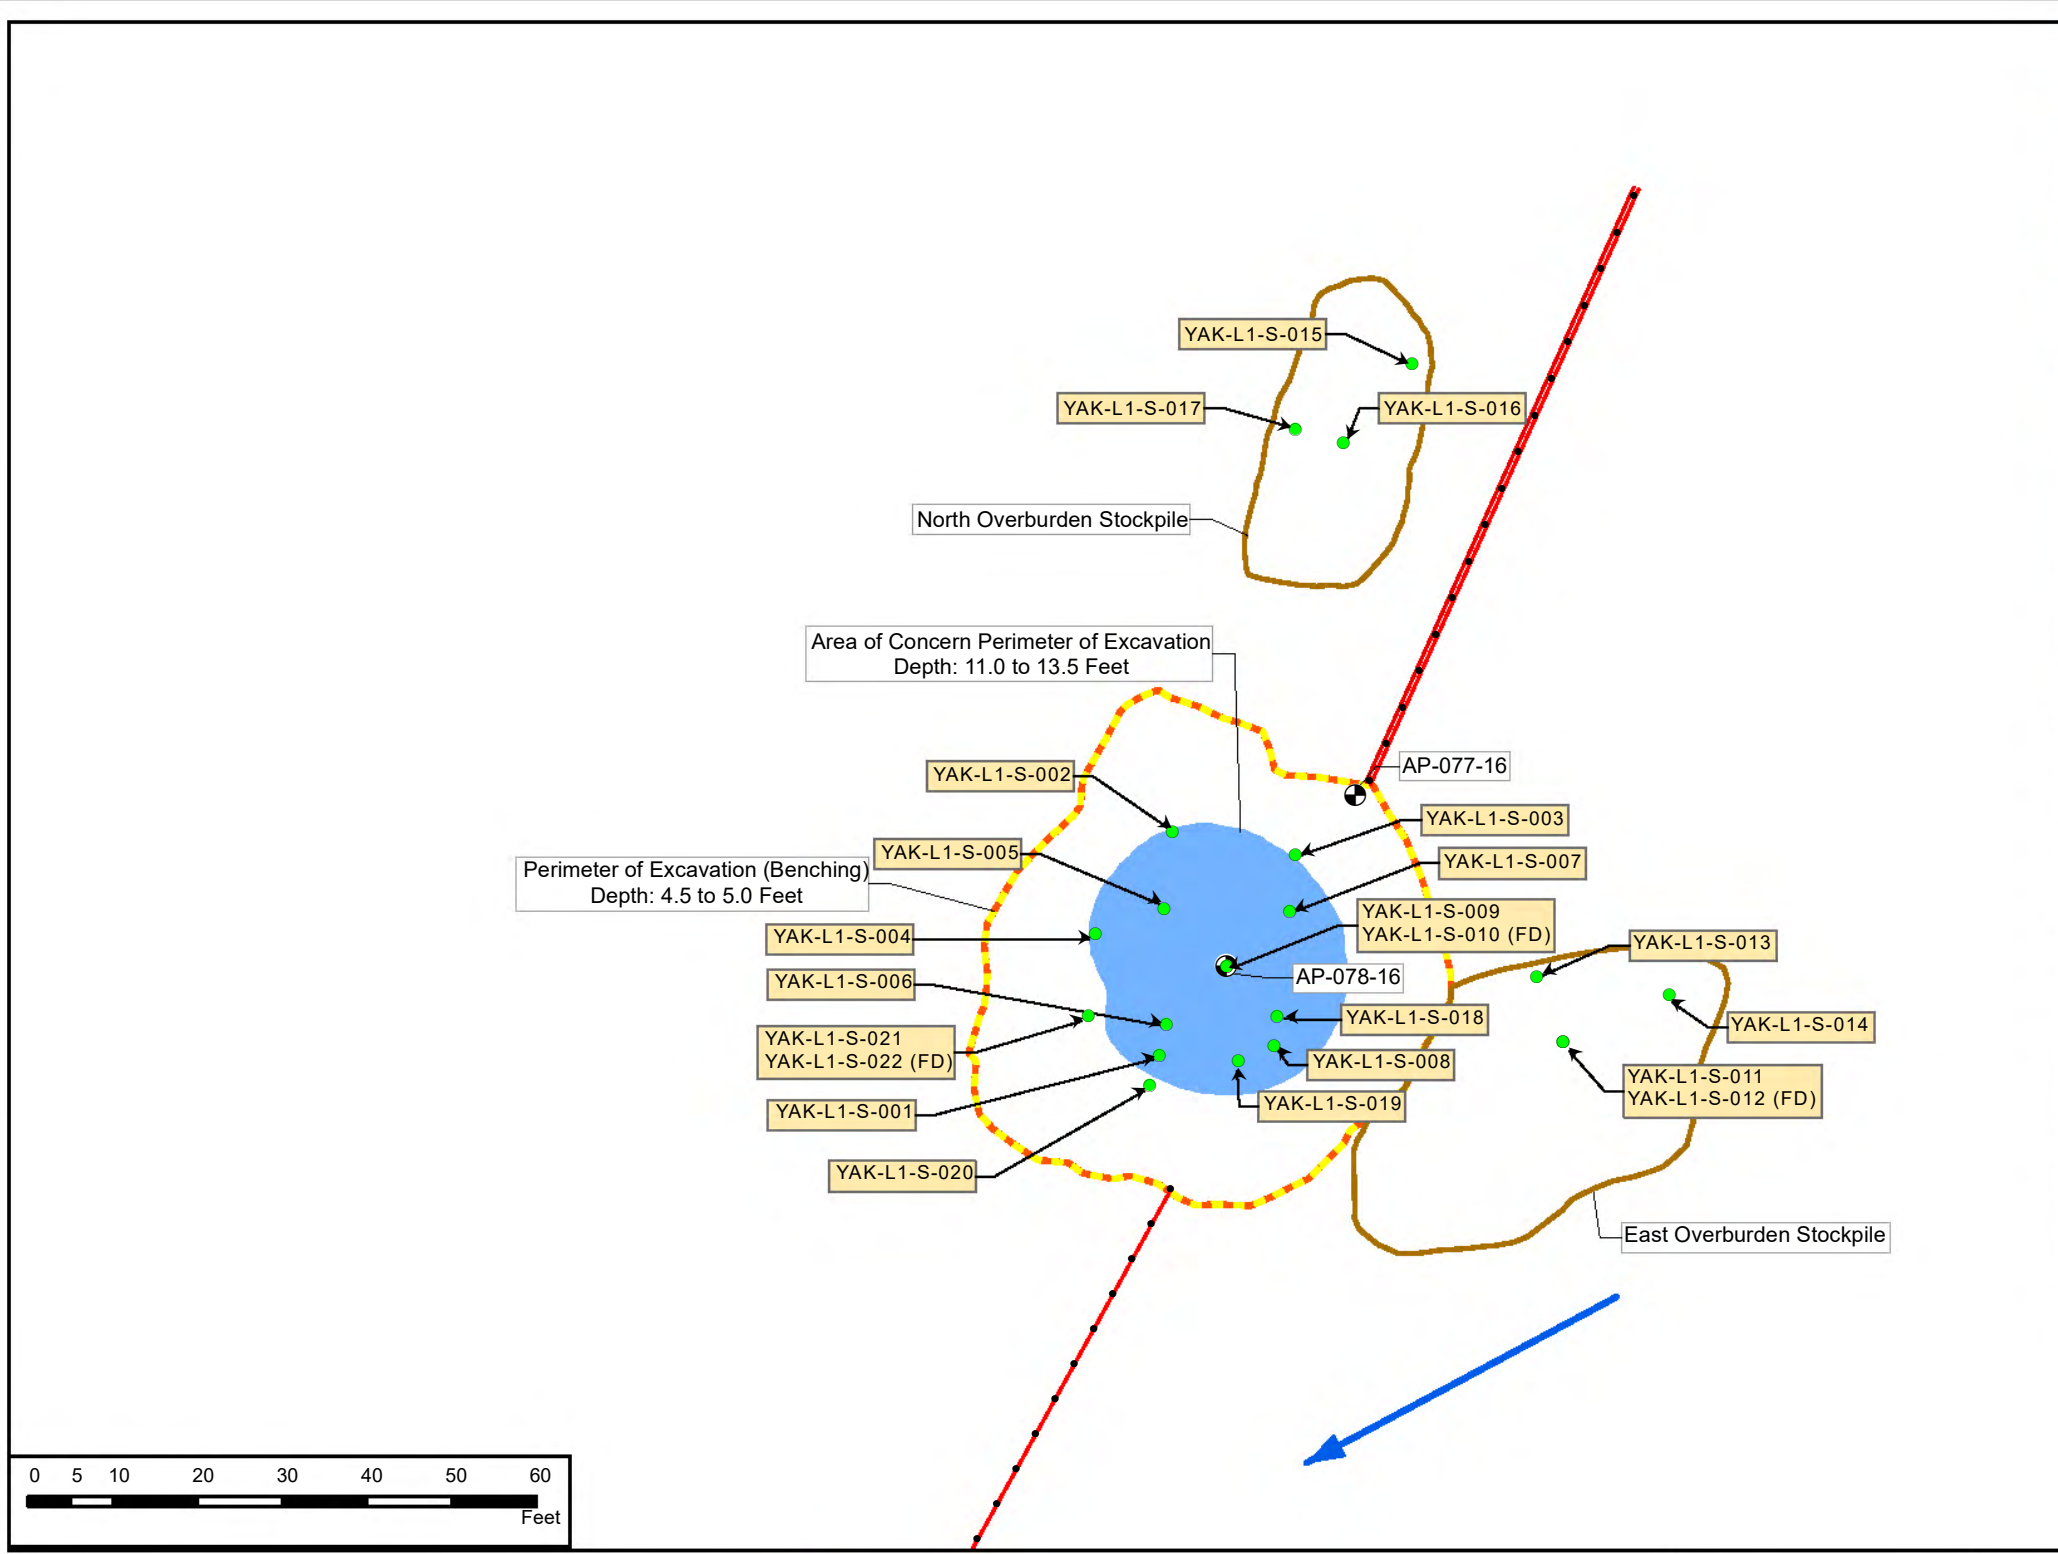 YAK-L1-S-015
YAK-L1-S-017
YAK-L1-S-016
North Overburden Stockpile
Area of Concern Perimeter of Excavation
Depth: 11.0 to 13.5 Feet
AP-077-16
YAK-L1-S-002
YAK-L1-S-003
YAK-L1-S-005
YAK-L1-S-007
Perimeter of Excavation (Benching)
Depth: 4.5 to 5.0 Feet
YAK-L1-S-009
YAK-L1-S-010 (FD)
YAK-L1-S-004
YAK-L1-S-013
AP-078-16
YAK-L1-S-006
YAK-L1-S-018
YAK-L1-S-014
YAK-L1-S-021
YAK-L1-S-022 (FD)
YAK-L1-S-008
YAK-L1-S-011
YAK-L1-S-012 (FD)
YAK-L1-S-019
YAK-L1-S-001
YAK-L1-S-020
East Overburden Stockpile
0 5 10 20 30 40 50 60
Feet